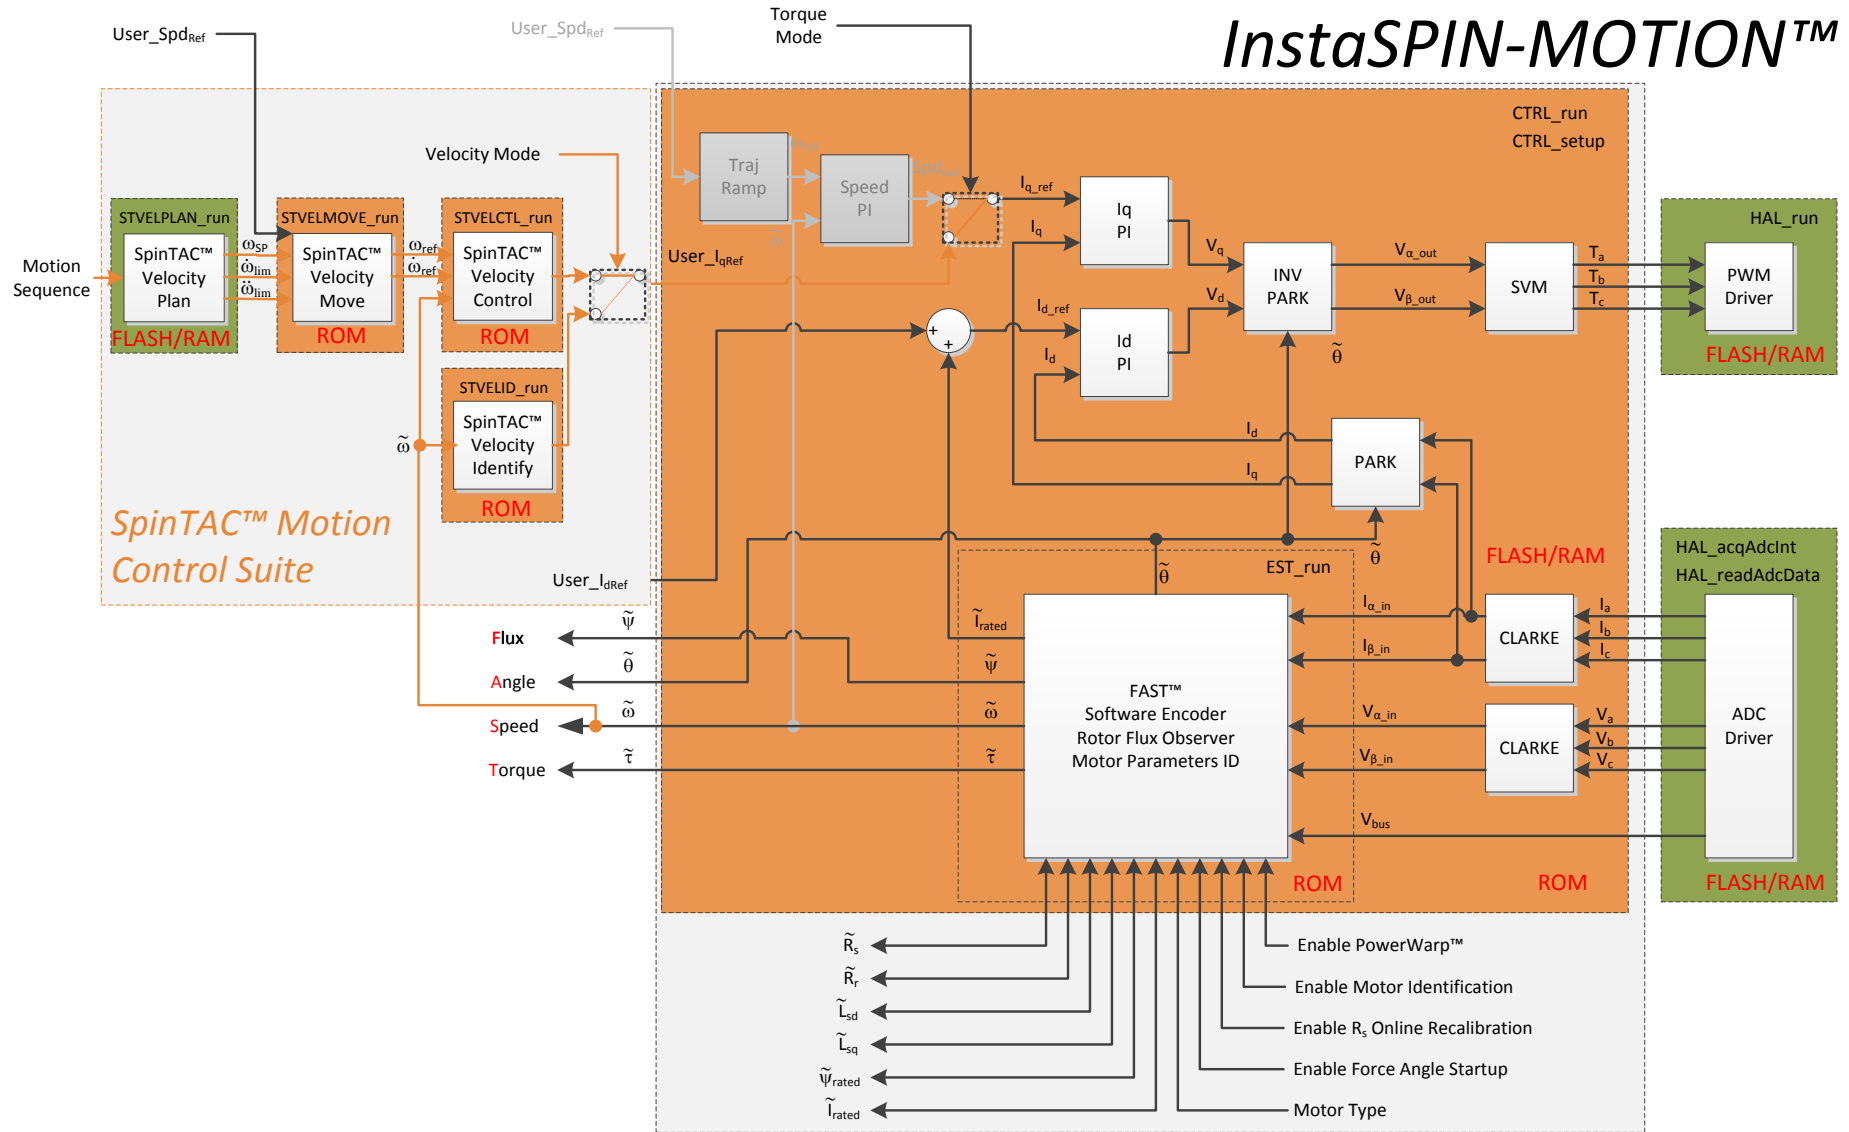 InstaSPIN-MOTION™
User_SpdRef
User_SpdRef
Torque
Mode
Velocity Mode
CTRL_run
CTRL_setup
STVELPLAN_run
SpinTAC™
Velocity
Plan
FLASH/RAM
Motion
Sequence
ωSP
ω̇lim
ω̈lim
STVELMOVE_run
SpinTAC™
Velocity
Move
ROM
ωref
ω̇ref
STVELCTL_run
SpinTAC™
Velocity
Control
ROM
STVELID_run
SpinTAC™
Velocity
Identify
ROM
ω̃
SpinTAC™ Motion
Control Suite
Traj
Ramp
Speed
PI
User_IqRef
Iq_ref
Iq
Iq
PI
Id_ref
Id
Id
PI
+
+
Vq
Vd
INV
PARK
Vα_out
Vβ_out
SVM
Ta
Tb
Tc
HAL_run
PWM
Driver
FLASH/RAM
θ̃
Id
Iq
PARK
θ̃
FLASH/RAM
User_IdRef
EST_run
θ̃
Ĩrated
ψ̃
ω̃
τ̃
FAST™
Software Encoder
Rotor Flux Observer
Motor Parameters ID
ROM
Iα_in
Iβ_in
CLARKE
Ia
Ib
Ic
Vα_in
Vβ_in
CLARKE
Va
Vb
Vc
Vbus
ROM
HAL_acqAdcInt
HAL_readAdcData
ADC
Driver
FLASH/RAM
Flux
ψ̃
Angle
θ̃
Speed
ω̃
Torque
τ̃
R̃s
R̃r
L̃sd
L̃sq
ψ̃rated
Ĩrated
Enable PowerWarp™
Enable Motor Identification
Enable Rs Online Recalibration
Enable Force Angle Startup
Motor Type